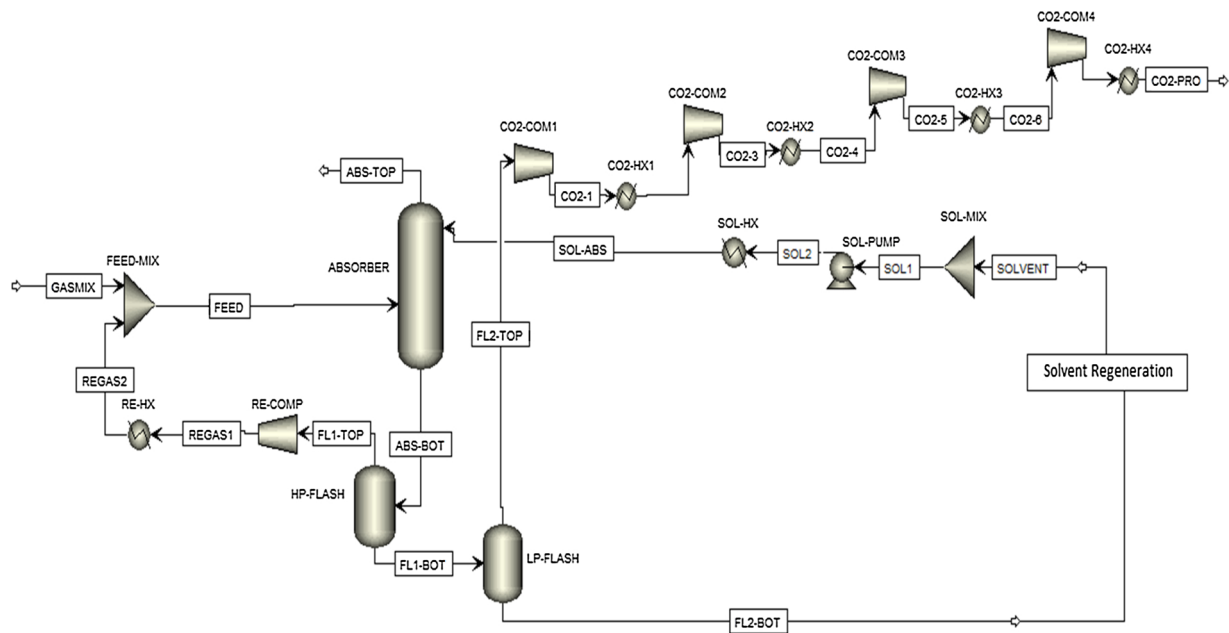 CO2-COM4
CO2-HX4
CO2-PRO
CO2-COM3
CO2-HX3
CO2-5
CO2-6
CO2-COM2
CO2-HX2
CO2-3
CO2-4
CO2-COM1
CO2-HX1
CO2-1
ABS-TOP
ABSORBER
SOL-ABS
SOL-HX
SOL2
SOL-PUMP
SOL1
SOL-MIX
SOLVENT
FEED-MIX
GASMIX
FEED
FL2-TOP
Solvent Regeneration
REGAS2
RE-HX
REGAS1
RE-COMP
FL1-TOP
ABS-BOT
HP-FLASH
FL1-BOT
LP-FLASH
FL2-BOT